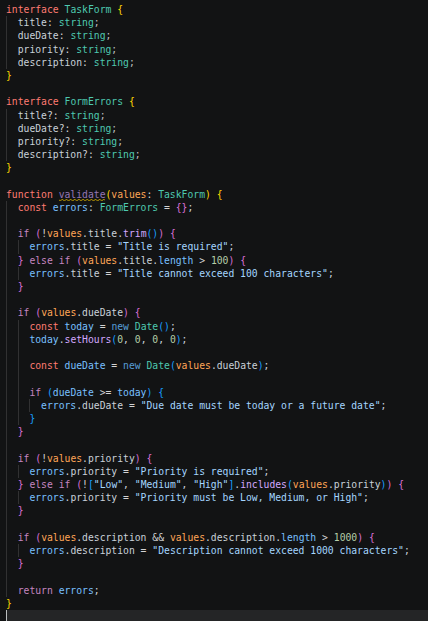 interface TaskForm {
title: string;
dueDate: string;
priority: string;
description: string;
}
interface FormErrors {
title?: string;
dueDate?: string;
priority?: string;
description?: string;
}
function validate(values: TaskForm) {
const errors: FormErrors = {};
if (!values.title.trim()) {
errors.title = "Title is required";
} else if (values.title.length > 100) {
errors.title = "Title cannot exceed 100 characters";
}
if (values.dueDate) {
const today = new Date();
today.setHours(0, 0, 0, 0);
const dueDate = new Date(values.dueDate);
if (dueDate >= today) {
errors.dueDate = "Due date must be today or a future date";
}
}
if (!values.priority) {
errors.priority = "Priority is required";
} else if (!["Low", "Medium", "High"].includes(values.priority)) {
errors.priority = "Priority must be Low, Medium, or High";
}
if (values.description && values.description.length > 1000) {
errors.description = "Description cannot exceed 1000 characters";
}
return errors;
}